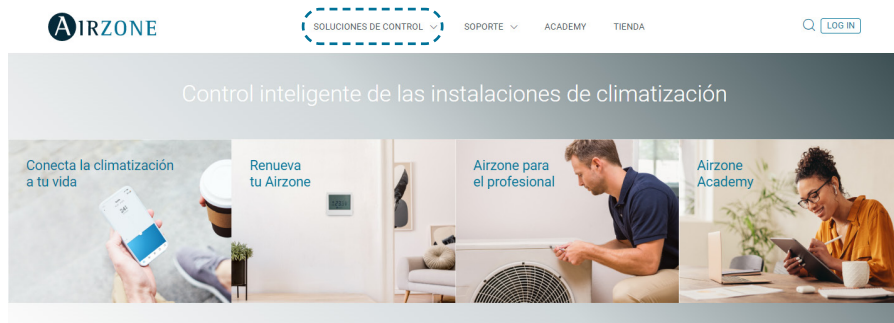 AIRZONE
SOLUCIONES DE CONTROL
SOPORTE
ACADEMY
TIENDA
LOG IN
Control inteligente de las instalaciones de climatización
Conecta la climatización
a tu vida
Renueva
tu Airzone
Airzone para
el profesional
Airzone
Academy